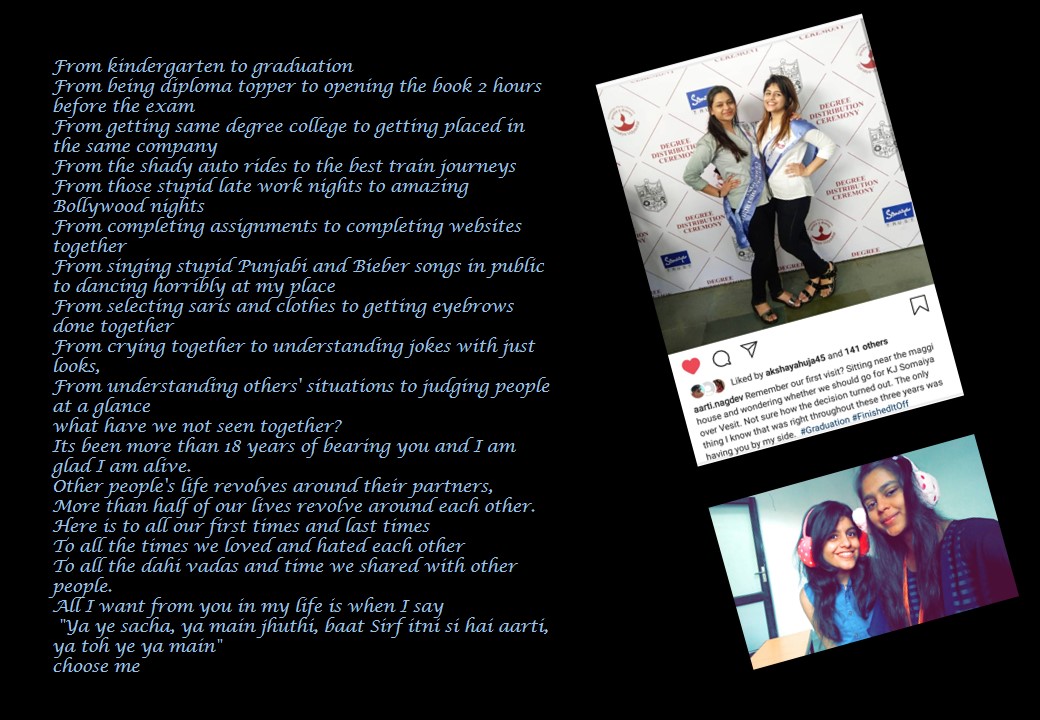 From kindergarten to graduation
From being diploma topper to opening the book 2 hours
before the exam
From getting same degree college to getting placed in
the same company
From the shady auto rides to the best train journeys
From those stupid late work nights to amazing
Bollywood nights
From completing assignments to completing websites
together
From singing stupid Punjabi and Bieber songs in public
to dancing horribly at my place
From selecting saris and clothes to getting eyebrows
done together
From crying together to understanding jokes with just
looks,
From understanding others' situations to judging people
at a glance
what have we not seen together?
Its been more than 18 years of bearing you and I am
glad I am alive.
Other people's life revolves around their partners,
More than half of our lives revolve around each other.
Here is to all our first times and last times
To all the times we loved and hated each other
To all the dahi vadas and time we shared with other
people.
All I want from you in my life is when I say
"Ya ye sacha, ya main jhuthi, baat Sirf itni si hai aarti,
ya toh ye ya main"
choose me
CEREMONY
CEREMONY
Somaiya
TRUST
DEGREE
DISTRIBUTION
CEREMONY
DEGREE
DISTRIBUTION
CEREMONY
DEGREE
DISTRIBUTION
CEREMONY
DEGREE
DISTRIBUTION
CEREMONY
Somaiya
TRUST
Somaiya
TRUST
Liked by akshayahuja45 and 141 others
aarti.nagdev Remember our first visit? Sitting near the maggi
house and wondering whether we should go for KJ Somaiya
over Vesit. Not sure how the decision turned out. The only
thing I know that was right throughout these three years was
having you by my side. #Graduation #FinishedItOff